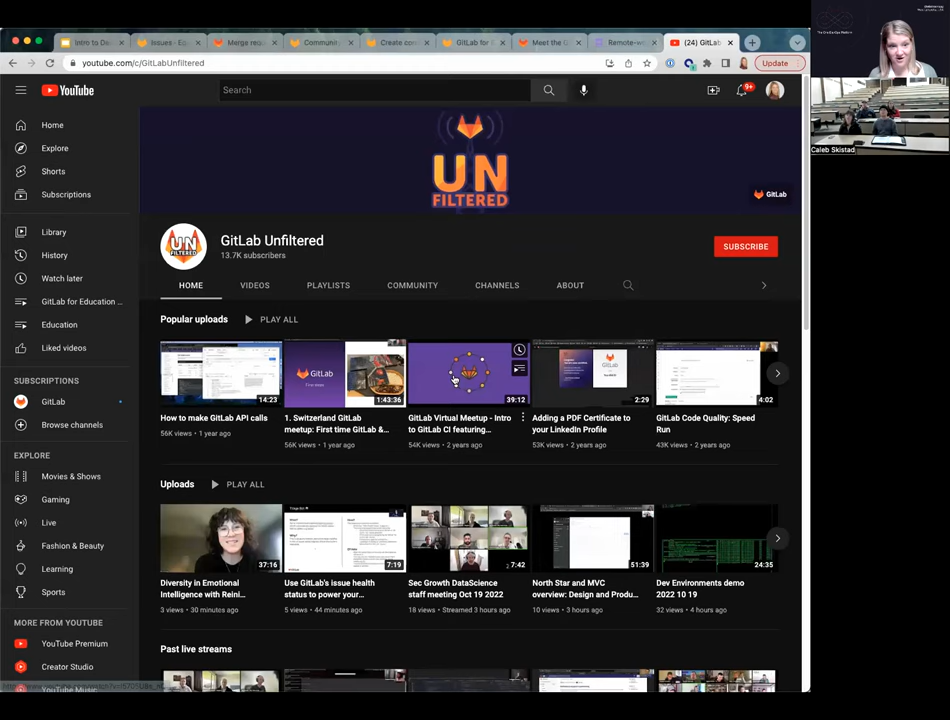 Intro to De
Issues - Ep
Merge requ
Commun
Create com
GitLab for E
Meet the G
Remote-w
(24) GitLab
youtube.com/c/GitLabUnfiltered
Update
YouTube
Search
9+
Home
Explore
Shorts
Subscriptions
Library
History
Watch later
GitLab for Education ...
Education
Liked videos
SUBSCRIPTIONS
GitLab
Browse channels
EXPLORE
Movies & Shows
Gaming
Live
Fashion & Beauty
Learning
Sports
MORE FROM YOUTUBE
YouTube Premium
Creator Studio
YouTube Music
UN
FILTERED
GitLab
UN
GitLab Unfiltered
13.7K subscribers
SUBSCRIBE
HOME
VIDEOS
PLAYLISTS
COMMUNITY
CHANNELS
ABOUT
Popular uploads
PLAY ALL
14:23
How to make GitLab API calls
56K views • 1 year ago
GitLab
1:43:36
1. Switzerland GitLab
meetup: First time GitLab &...
56K views • 1 year ago
39:12
GitLab Virtual Meetup - Intro
to GitLab CI featuring...
54K views • 2 years ago
2:29
Adding a PDF Certificate to
your LinkedIn Profile
53K views • 2 years ago
4:02
GitLab Code Quality: Speed
Run
43K views • 2 years ago
Uploads
PLAY ALL
37:16
Diversity in Emotional
Intelligence with Reini...
3 views • 30 minutes ago
7:19
Use GitLab's issue health
status to power your...
5 views • 44 minutes ago
7:42
Sec Growth DataScience
staff meeting Oct 19 2022
18 views • Streamed 3 hours ago
51:39
North Star and MVC
overview: Design and Produ...
10 views • 3 hours ago
24:35
Dev Environments demo
2022 10 19
32 views • 4 hours ago
Past live streams
Caleb Skistad